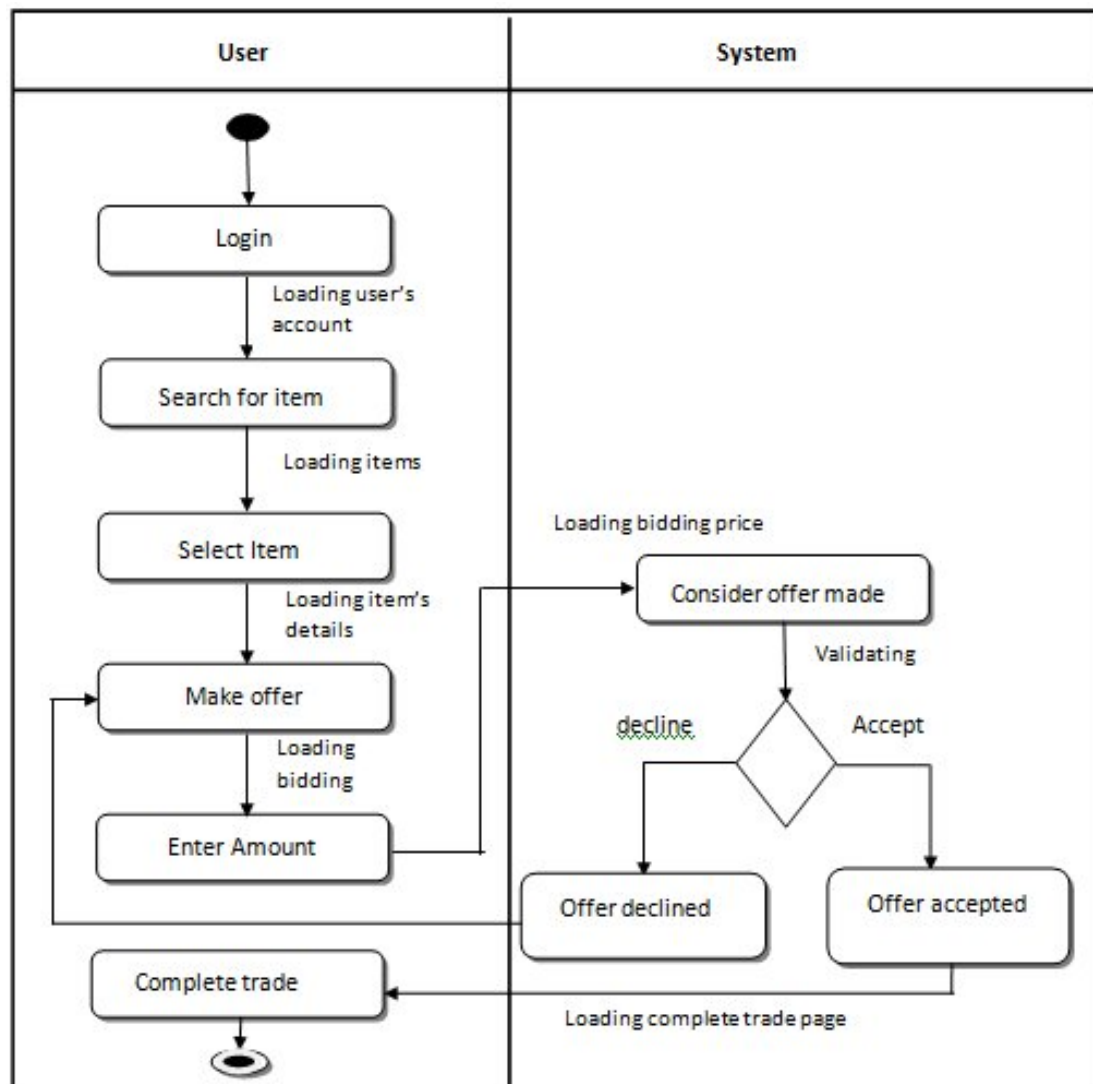 User
System
Login
Loading user's
account
Search for item
Loading items
Select Item
Loading item's
details
Make offer
Loading
bidding
Enter Amount
Loading bidding price
Consider offer made
Validating
decline
Accept
Offer declined
Offer accepted
Complete trade
Loading complete trade page